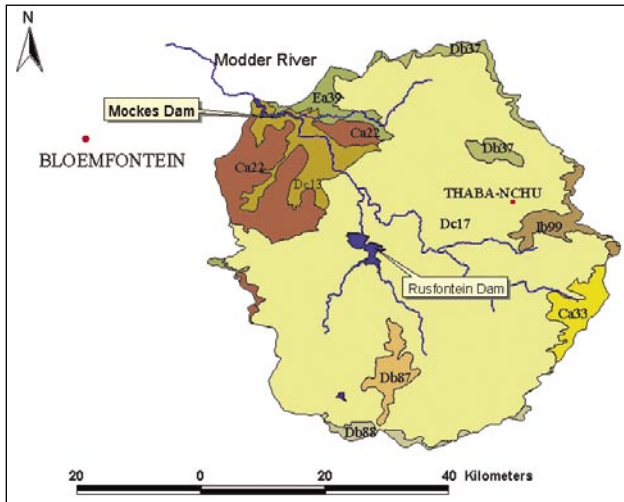 N
Db37
Modder River
Ea39
Mockes Dam
Ca22
BLOEMFONTEIN
Db37
Ca22
Dc13
THABA-NCHU
Dc17
Ib99
Rusfontein Dam
Ca33
Db87
Db88
20 0 20 40 Kilometers